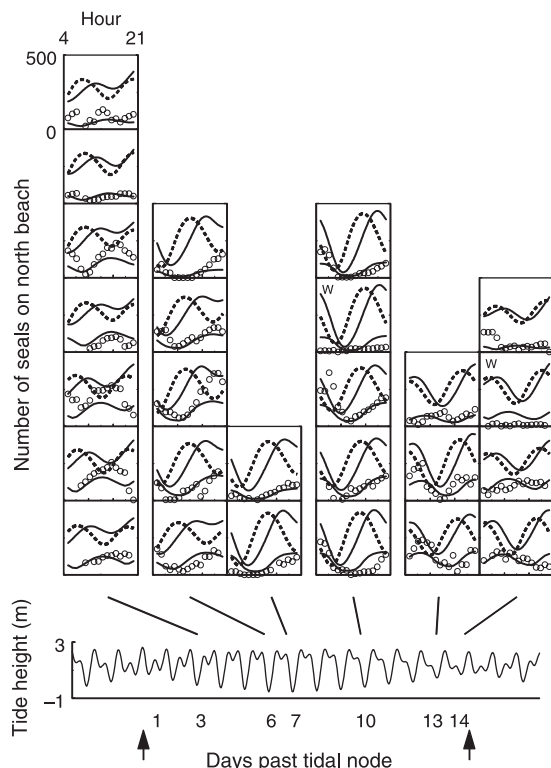 Hour
4 21
500
0
Number of seals on north beach
W
W
Tide height (m)
3
−1
1 3 6 7 10 13 14
Days past tidal node